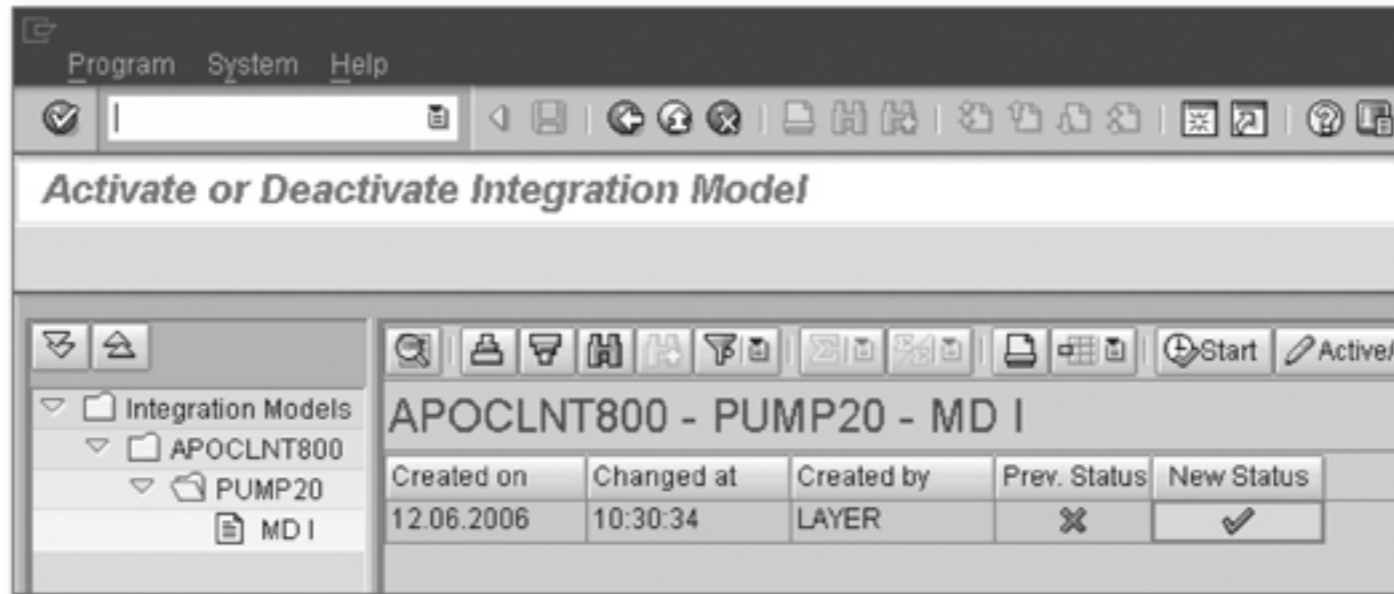 Program System Help
Activate or Deactivate Integration Model
Start
Integration Models
APOCLNT800
PUMP20
MD I
APOCLNT800 - PUMP20 - MD I
Created on Changed at Created by Prev. Status New Status
12.06.2006 10:30:34 LAYER